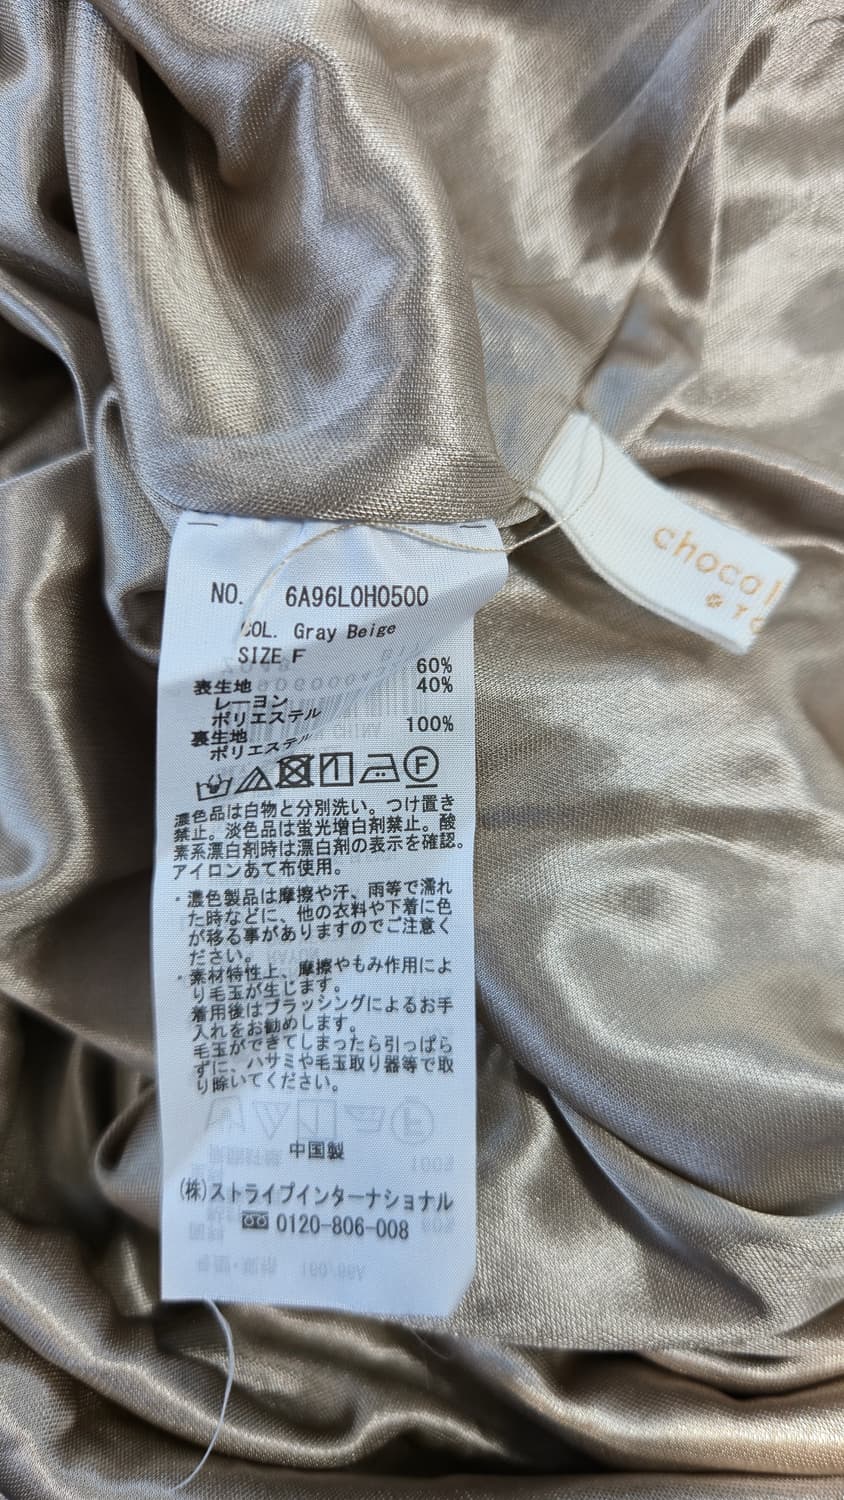 NO. 6A96L0H0500
COL. Gray Beige
SIZE F
表生地 60%
レーヨン 40%
ポリエステル
裏生地 100%
ポリエステル
濃色品は白物と分別洗い。つけ置き
禁止。淡色品は蛍光増白剤禁止。酸
素系漂白剤時は漂白剤の表示を確認。
アイロンあて布使用。
・濃色製品は摩擦や汗、雨等で濡れ
た時などに、他の衣料や下着に色
が移る事がありますのでご注意く
ださい。
・素材特性上、摩擦やもみ作用によ
り毛玉が生じます。
着用後はブラッシングによるお手
入れをお勧めします。
毛玉ができてしまったら引っぱら
ずに、ハサミや毛玉取り器等で取
り除いてください。
中国製
(株)ストライプインターナショナル
0120-806-008
chocol